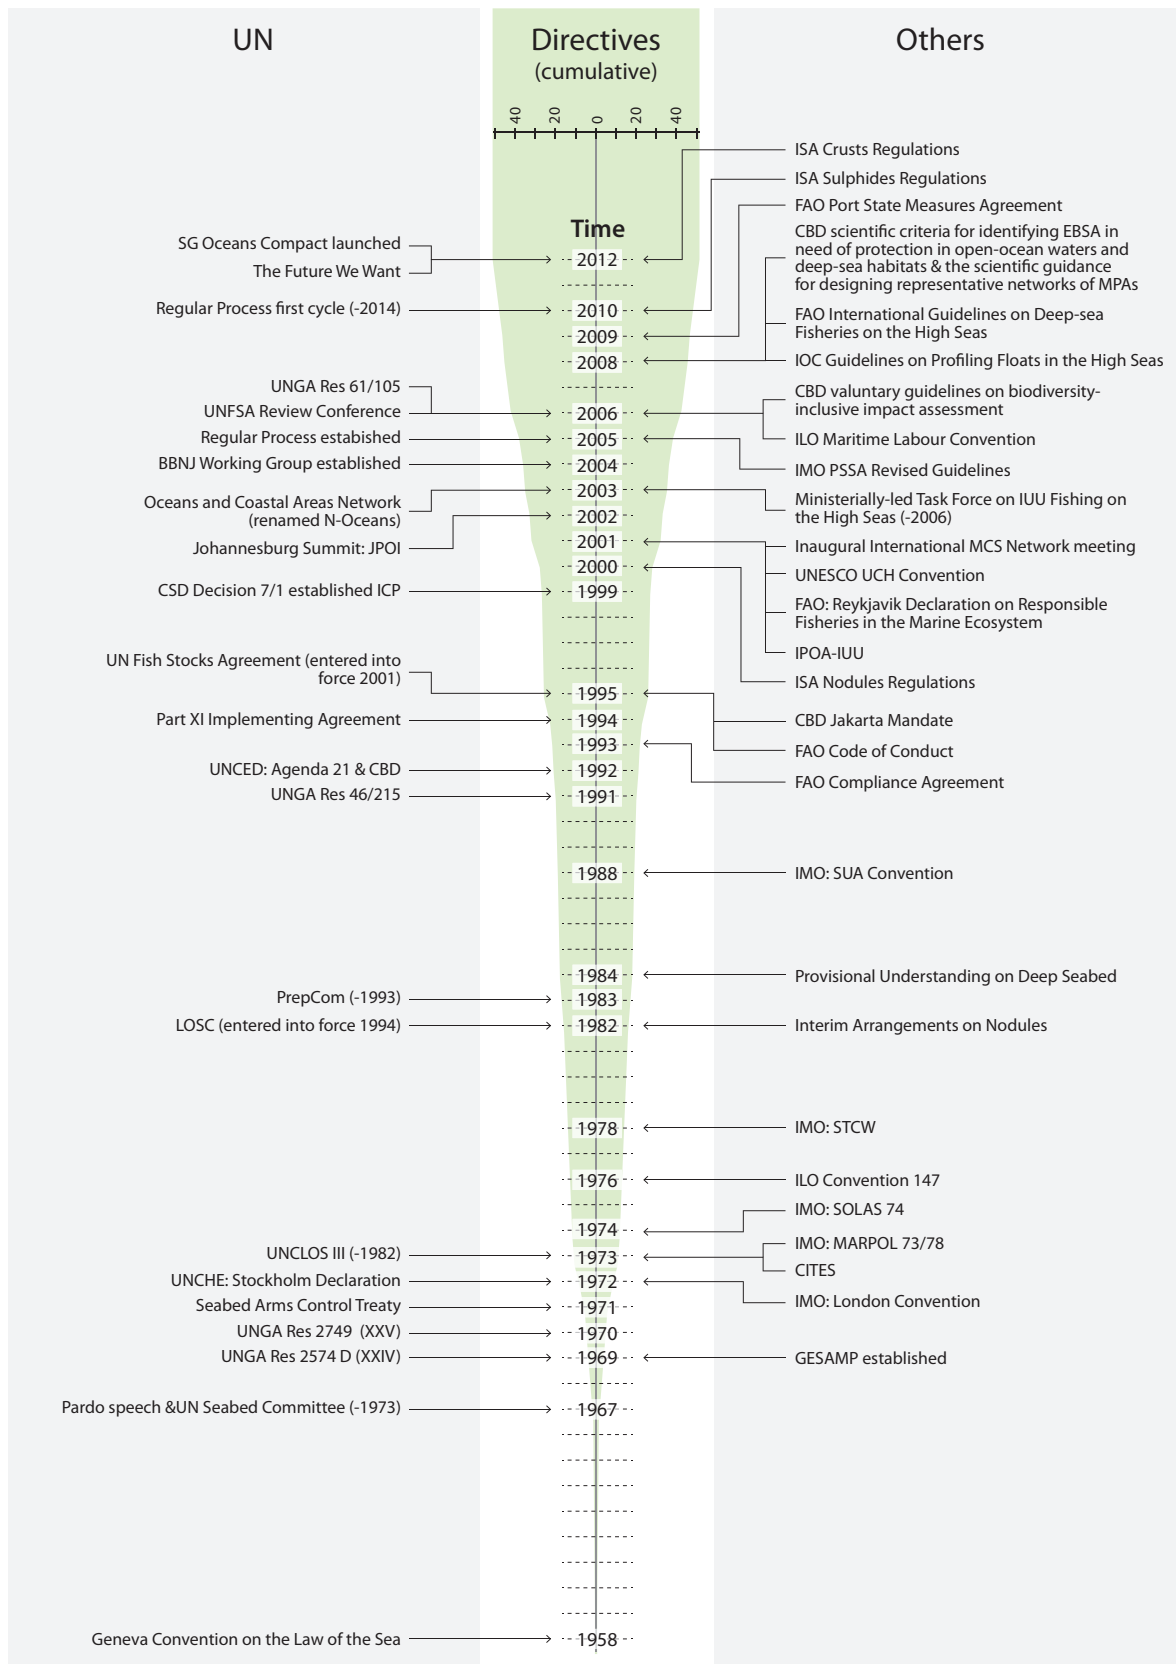 UN
Directives
(cumulative)
Others
40
20
0
20
40
Time
SG Oceans Compact launched
The Future We Want
Regular Process first cycle (-2014)
UNGA Res 61/105
UNFSA Review Conference
Regular Process estabished
BBNJ Working Group established
Oceans and Coastal Areas Network
(renamed N-Oceans)
Johannesburg Summit: JPOI
CSD Decision 7/1 established ICP
UN Fish Stocks Agreement (entered into
force 2001)
Part XI Implementing Agreement
UNCED: Agenda 21 & CBD
UNGA Res 46/215
PrepCom (-1993)
LOSC (entered into force 1994)
UNCLOS III (-1982)
UNCHE: Stockholm Declaration
Seabed Arms Control Treaty
UNGA Res 2749 (XXV)
UNGA Res 2574 D (XXIV)
Pardo speech &UN Seabed Committee (-1973)
Geneva Convention on the Law of the Sea
2012
2010
2009
2008
2006
2005
2004
2003
2002
2001
2000
1999
1995
1994
1993
1992
1991
1988
1984
1983
1982
1978
1976
1974
1973
1972
1971
1970
1969
1967
1958
ISA Crusts Regulations
ISA Sulphides Regulations
FAO Port State Measures Agreement
CBD scientific criteria for identifying EBSA in
need of protection in open-ocean waters and
deep-sea habitats & the scientific guidance
for designing representative networks of MPAs
FAO International Guidelines on Deep-sea
Fisheries on the High Seas
IOC Guidelines on Profiling Floats in the High Seas
CBD valuntary guidelines on biodiversity-
inclusive impact assessment
ILO Maritime Labour Convention
IMO PSSA Revised Guidelines
Ministerially-led Task Force on IUU Fishing on
the High Seas (-2006)
Inaugural International MCS Network meeting
UNESCO UCH Convention
FAO: Reykjavik Declaration on Responsible
Fisheries in the Marine Ecosystem
IPOA-IUU
ISA Nodules Regulations
CBD Jakarta Mandate
FAO Code of Conduct
FAO Compliance Agreement
IMO: SUA Convention
Provisional Understanding on Deep Seabed
Interim Arrangements on Nodules
IMO: STCW
ILO Convention 147
IMO: SOLAS 74
IMO: MARPOL 73/78
CITES
IMO: London Convention
GESAMP established